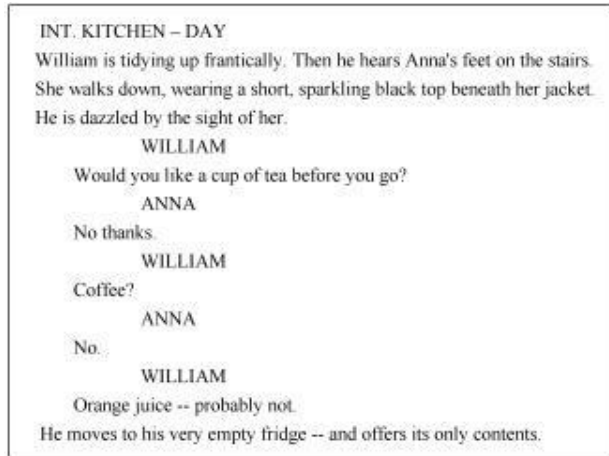 INT. KITCHEN – DAY
William is tidying up frantically. Then he hears Anna's feet on the stairs.
She walks down, wearing a short, sparkling black top beneath her jacket.
He is dazzled by the sight of her.
WILLIAM
Would you like a cup of tea before you go?
ANNA
No thanks.
WILLIAM
Coffee?
ANNA
No.
WILLIAM
Orange juice -- probably not.
He moves to his very empty fridge -- and offers its only contents.